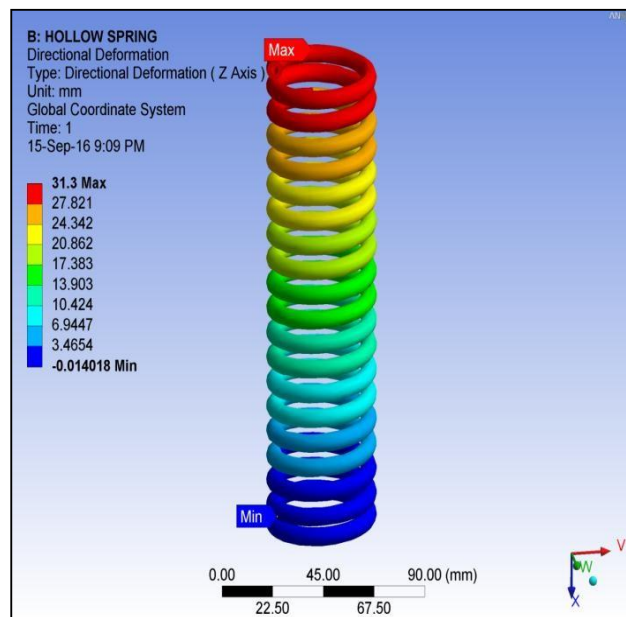 B: HOLLOW SPRING
Directional Deformation
Type: Directional Deformation ( Z Axis )
Unit: mm
Global Coordinate System
Time: 1
15-Sep-16 9:09 PM
31.3 Max
27.821
24.342
20.862
17.383
13.903
10.424
6.9447
3.4654
-0.014018 Min
Max
Min
0.00 45.00 90.00 (mm)
22.50 67.50
V
W
X